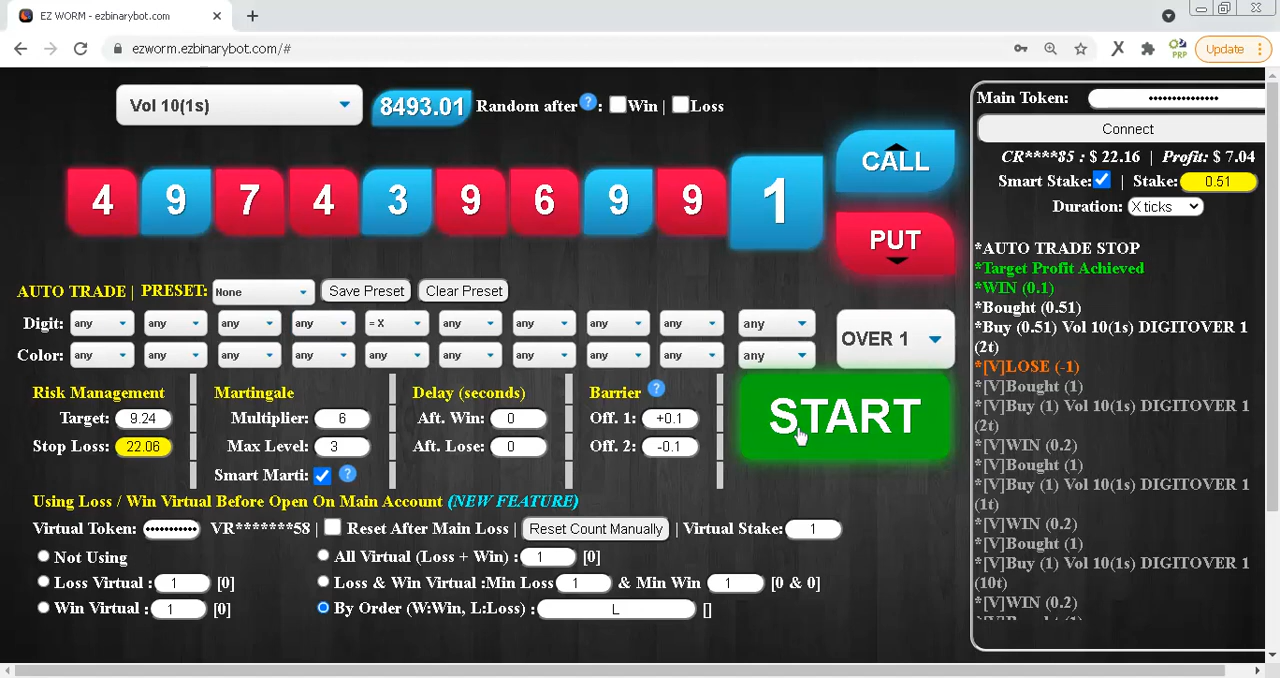 EZ WORM - ezbinarybot.com
ezworm.ezbinarybot.com/#
X
PRP
Update
Vol 10(1s)
8493.01
Random after ? : Win | Loss
CALL
PUT
4 9 7 4 3 9 6 9 9 1
AUTO TRADE | PRESET: None Save Preset Clear Preset
Digit: any any any any = X any any any any any
Color: any any any any any any any any any any
OVER 1
Risk Management Martingale Delay (seconds) Barrier ?
Target: 9.24 Multiplier: 6 Aft. Win: 0 Off. 1: +0.1
Stop Loss: 22.06 Max Level: 3 Aft. Lose: 0 Off. 2: -0.1
Smart Marti: ?
START
Using Loss / Win Virtual Before Open On Main Account (NEW FEATURE)
Virtual Token: •••••••••• VR*******58 | Reset After Main Loss | Reset Count Manually | Virtual Stake: 1
Not Using All Virtual (Loss + Win) : 1 [0]
Loss Virtual : 1 [0] Loss & Win Virtual :Min Loss 1 & Min Win 1 [0 & 0]
Win Virtual : 1 [0] By Order (W:Win, L:Loss) : L []
Main Token: •••••••••••••••
Connect
CR****85 : $ 22.16 | Profit: $ 7.04
Smart Stake: | Stake: 0.51
Duration: X ticks
*AUTO TRADE STOP
*Target Profit Achieved
*WIN (0.1)
*Bought (0.51)
*Buy (0.51) Vol 10(1s) DIGITOVER 1
(2t)
*[V]LOSE (-1)
*[V]Bought (1)
*[V]Buy (1) Vol 10(1s) DIGITOVER 1
(2t)
*[V]WIN (0.2)
*[V]Bought (1)
*[V]Buy (1) Vol 10(1s) DIGITOVER 1
(1t)
*[V]WIN (0.2)
*[V]Bought (1)
*[V]Buy (1) Vol 10(1s) DIGITOVER 1
(10t)
*[V]WIN (0.2)
*[V]Bought (1)